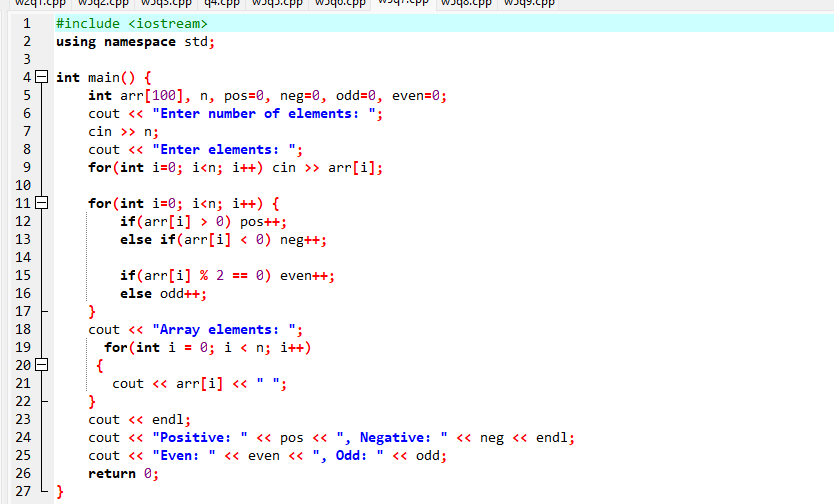 w2q1.cpp w3q2.cpp w3q3.cpp q4.cpp w3q5.cpp w3q6.cpp w3q7.cpp w3q8.cpp w3q9.cpp
1 #include <iostream>
2 using namespace std;
3
4 int main() {
5 int arr[100], n, pos=0, neg=0, odd=0, even=0;
6 cout << "Enter number of elements: ";
7 cin >> n;
8 cout << "Enter elements: ";
9 for(int i=0; i<n; i++) cin >> arr[i];
10
11 for(int i=0; i<n; i++) {
12 if(arr[i] > 0) pos++;
13 else if(arr[i] < 0) neg++;
14
15 if(arr[i] % 2 == 0) even++;
16 else odd++;
17 }
18 cout << "Array elements: ";
19 for(int i = 0; i < n; i++)
20 {
21 cout << arr[i] << " ";
22 }
23 cout << endl;
24 cout << "Positive: " << pos << ", Negative: " << neg << endl;
25 cout << "Even: " << even << ", Odd: " << odd;
26 return 0;
27 }